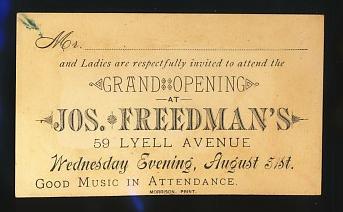 Mr.
and Ladies are respectfully invited to attend the
GRAND OPENING
AT
JOS. FREEDMAN'S
59 LYELL AVENUE
Wednesday Evening, August 31st.
GOOD MUSIC IN ATTENDANCE.
MORRISON, PRINT.